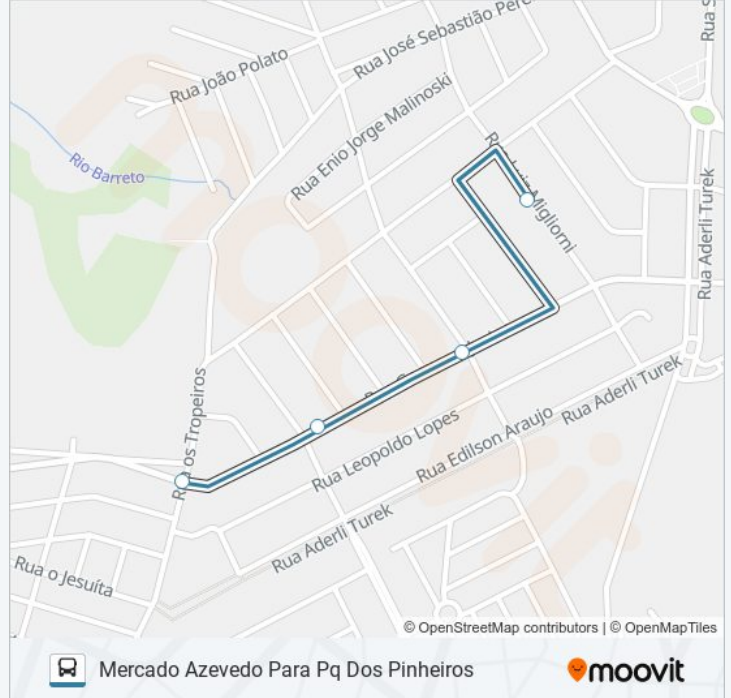 Rua José Sebastião Pere
Rua João Polato
Rua Enio Jorge Malinoski
Rio Barreto
Migliorni
Rua Aderli Turek
Rua os Tropeiros
Rua Leopoldo Lopes
Rua Edilson Araujo
Rua Aderli Turek
Rua Aderli Turek
Rua o Jesuíta
moovit
© OpenStreetMap contributors | © OpenMapTiles
Mercado Azevedo Para Pq Dos Pinheiros
moovit